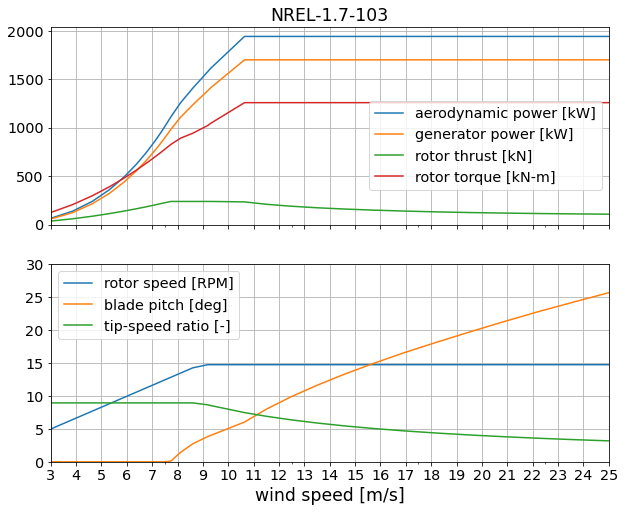 NREL-1.7-103
2000
1500
1000
500
0
aerodynamic power [kW]
generator power [kW]
rotor thrust [kN]
rotor torque [kN-m]
30
25
20
15
10
5
0
rotor speed [RPM]
blade pitch [deg]
tip-speed ratio [-]
3 4 5 6 7 8 9 10 11 12 13 14 15 16 17 18 19 20 21 22 23 24 25
wind speed [m/s]